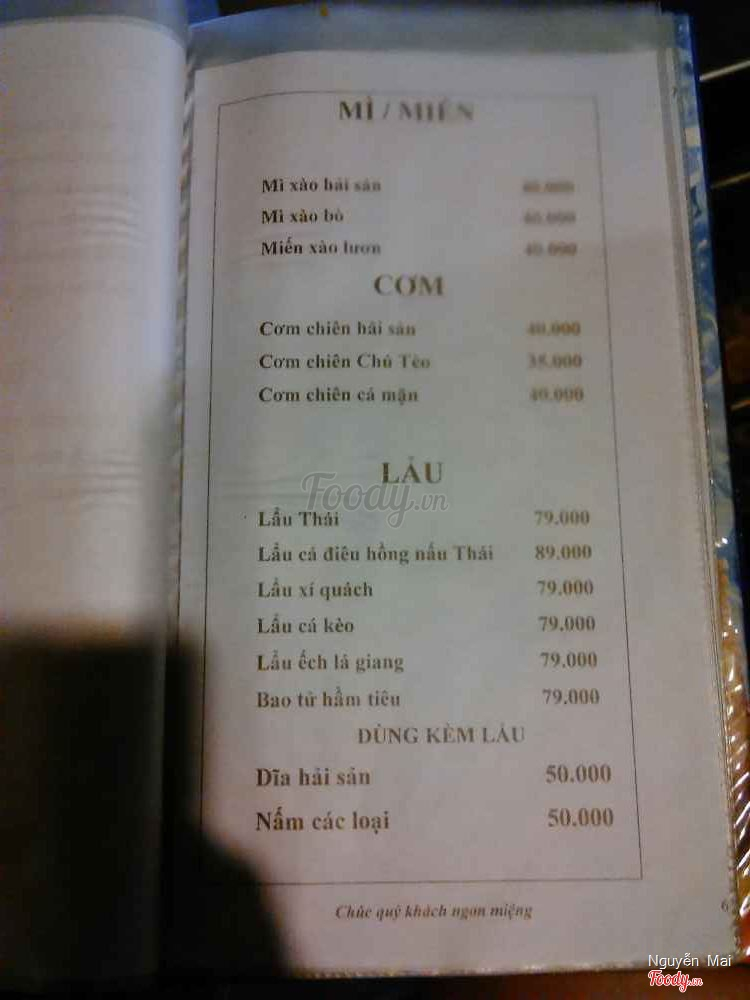 MÌ / MIẾN
Mì xào hải sản
Mì xào bò
Miến xào lươn 40.000
CƠM
Cơm chiên hải sản 40.000
Cơm chiên Chú Tèo 35.000
Cơm chiên cá mặn 40.000
LẨU
Foody.vn
Lẩu Thái 79.000
Lẩu cá điêu hồng nấu Thái 89.000
Lẩu xí quách 79.000
Lẩu cá kèo 79.000
Lẩu ếch lá giang 79.000
Bao tử hầm tiêu 79.000
DÙNG KÈM LẨU
Dĩa hải sản 50.000
Nấm các loại 50.000
Chúc quý khách ngon miệng
6
Nguyễn Mai
Foody.vn